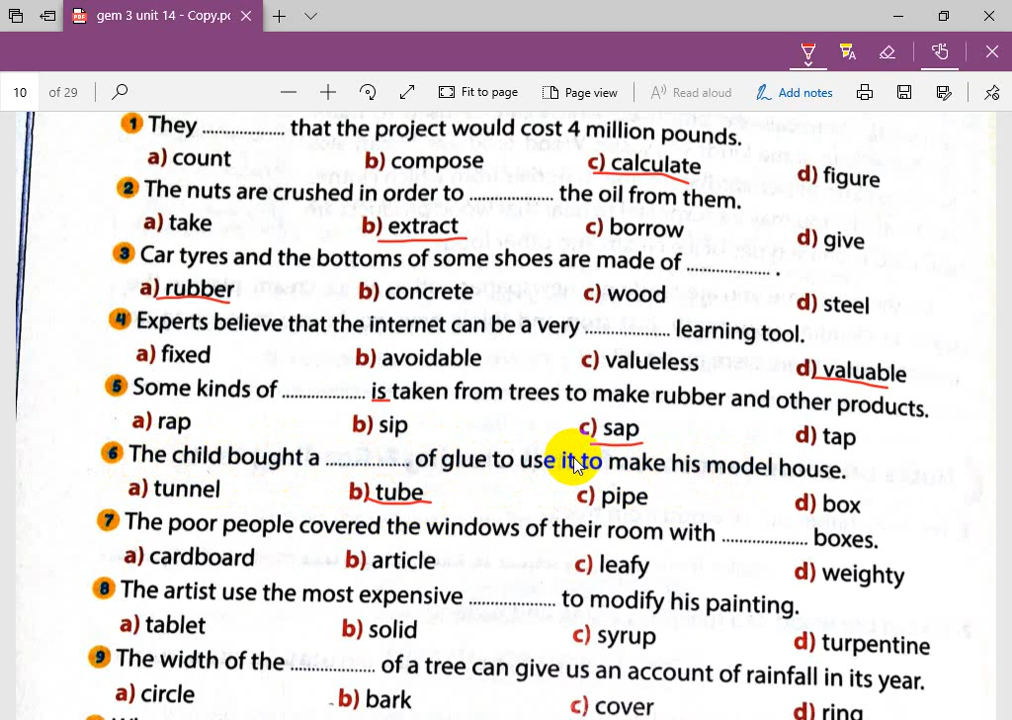 gem 3 unit 14 - Copy.pc
10 of 29 Fit to page Page view Read aloud Add notes
1 They ............... that the project would cost 4 million pounds.
a) count b) compose c) calculate d) figure
2 The nuts are crushed in order to ............... the oil from them.
a) take b) extract c) borrow d) give
3 Car tyres and the bottoms of some shoes are made of ............... .
a) rubber b) concrete c) wood d) steel
4 Experts believe that the internet can be a very ............... learning tool.
a) fixed b) avoidable c) valueless d) valuable
5 Some kinds of ............... is taken from trees to make rubber and other products.
a) rap b) sip c) sap d) tap
6 The child bought a ............... of glue to use it to make his model house.
a) tunnel b) tube c) pipe d) box
7 The poor people covered the windows of their room with ............... boxes.
a) cardboard b) article c) leafy d) weighty
8 The artist use the most expensive ............... to modify his painting.
a) tablet b) solid c) syrup d) turpentine
9 The width of the ............... of a tree can give us an account of rainfall in its year.
a) circle b) bark c) cover d) ring